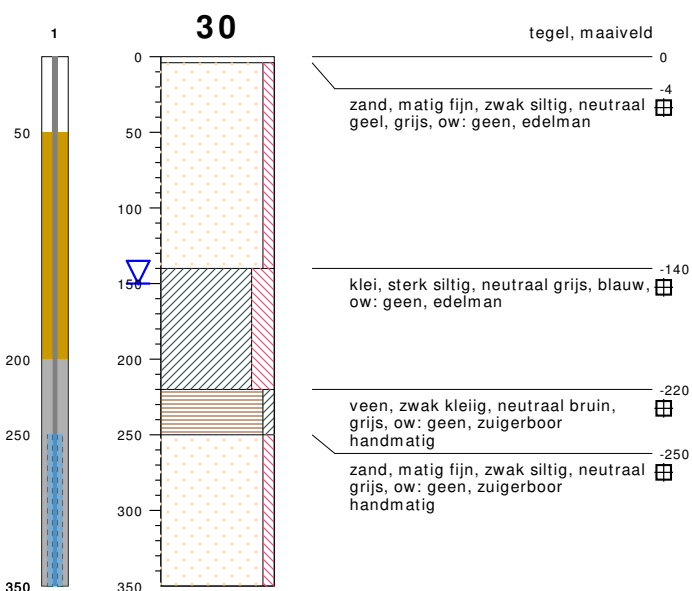 1
30
tegel, maaiveld
0
0
-4
zand, matig fijn, zwak siltig, neutraal
geel, grijs, ow: geen, edelman
50
50
100
-140
klei, sterk siltig, neutraal grijs, blauw,
ow: geen, edelman
150
200
200
-220
veen, zwak kleiig, neutraal bruin,
grijs, ow: geen, zuigerboor
handmatig
250
250
-250
zand, matig fijn, zwak siltig, neutraal
grijs, ow: geen, zuigerboor
handmatig
300
350
350